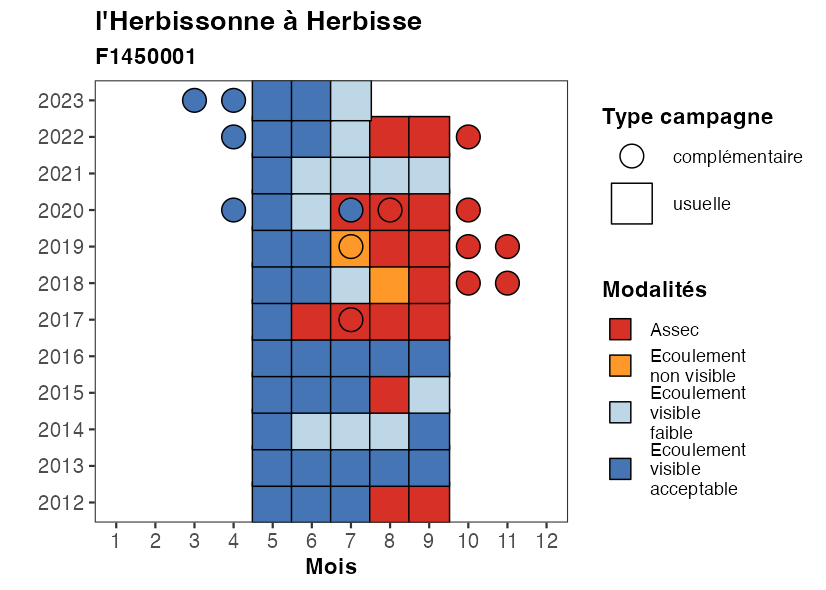 l'Herbissonne à Herbisse
F1450001
2023
2022
2021
2020
2019
2018
2017
2016
2015
2014
2013
2012
1 2 3 4 5 6 7 8 9 10 11 12
Mois
Type campagne
complémentaire
usuelle
Modalités
Assec
Ecoulement
non visible
Ecoulement
visible
faible
Ecoulement
visible
acceptable